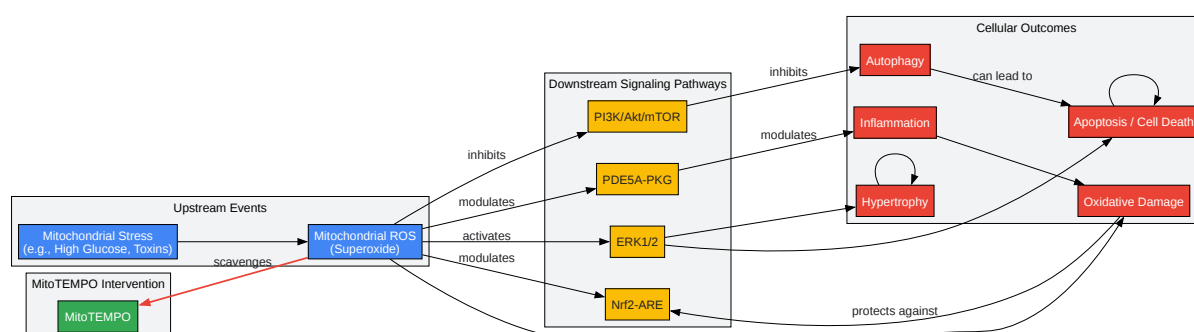 Cellular Outcomes
Autophagy
inhibits
can lead to
Downstream Signaling Pathways
PI3K/Akt/mTOR
Inflammation
Apoptosis / Cell Death
modulates
inhibits
PDE5A-PKG
modulates
Hypertrophy
Oxidative Damage
Upstream Events
Mitochondrial Stress
(e.g., High Glucose, Toxins)
Mitochondrial ROS
(Superoxide)
activates
ERK1/2
modulates
scavenges
MitoTEMPO Intervention
MitoTEMPO
Nrf2-ARE
protects against